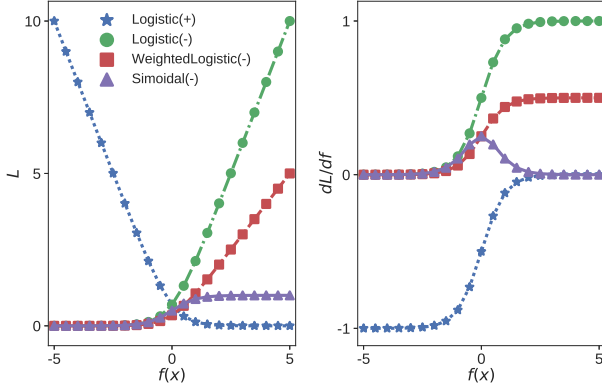 10
5
0
-5
0
5
L
f(x)
Logistic(+)
Logistic(-)
WeightedLogistic(-)
Simoidal(-)
1
0
-1
-5
0
5
dL/df
f(x)